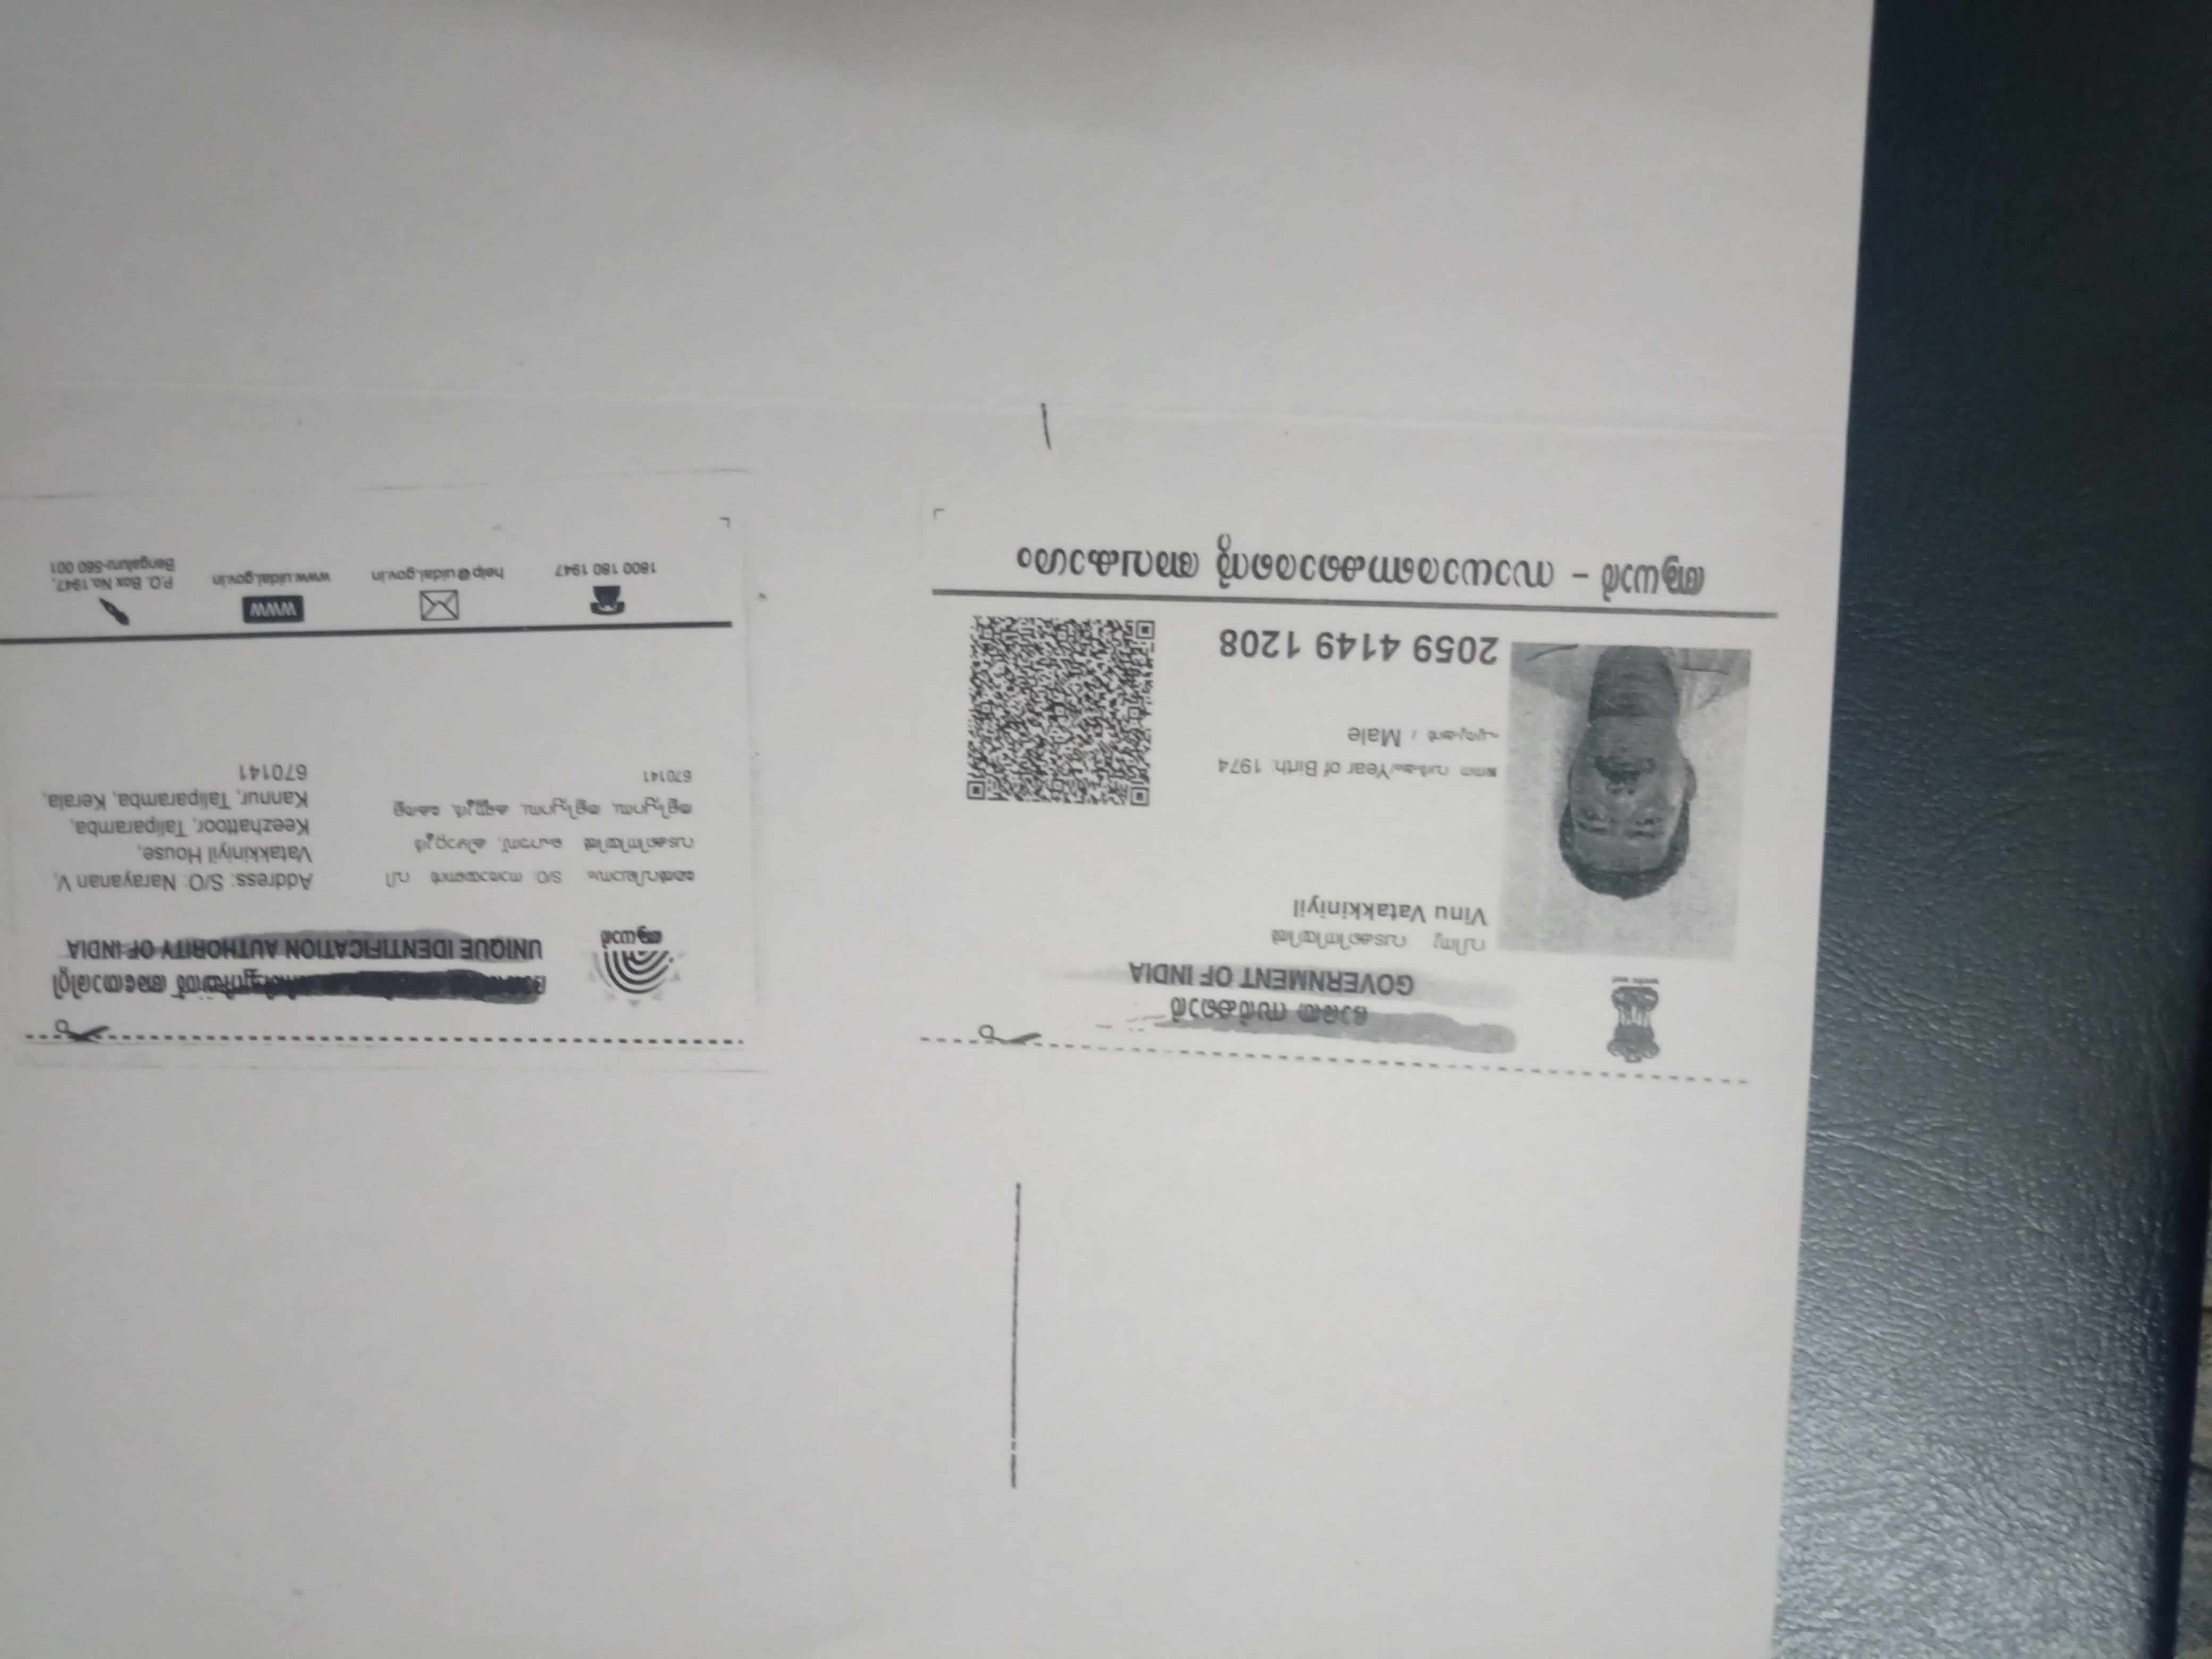 ഭാരത സർക്കാർ
GOVERNMENT OF INDIA
വിനു വടക്കിനിയിൽ
Vinu Vatakkiniyil
ജനന വർഷം/Year of Birth: 1974
പുരുഷൻ / Male
2059 4149 1208
ആധാർ - സാധാരണക്കാരന്റെ അവകാശം
ആധാർ
അതോരിറ്റി
UNIQUE IDENTIFICATION AUTHORITY OF INDIA
മേൽവിലാസം: S/O: നാരായണൻ വി
വടക്കിനിയിൽ ഹൌസ്, കീഴാറ്റൂർ
തളിപ്പറമ്പ, തളിപ്പറമ്പ, കണ്ണൂർ, കേരള
670141
Address: S/O: Narayanan V,
Vatakkiniyil House,
Keezhattoor, Taliparamba,
Kannur, Taliparamba, Kerala,
670141
1800 180 1947
help@uidai.gov.in
WWW
www.uidai.gov.in
P.O. Box No.1947,
Bengaluru-560 001